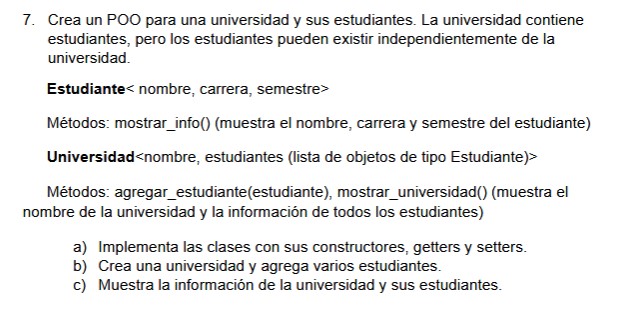 7. Crea un POO para una universidad y sus estudiantes. La universidad contiene
estudiantes, pero los estudiantes pueden existir independientemente de la
universidad.
Estudiante< nombre, carrera, semestre>
Métodos: mostrar_info() (muestra el nombre, carrera y semestre del estudiante)
Universidad<nombre, estudiantes (lista de objetos de tipo Estudiante)>
Métodos: agregar_estudiante(estudiante), mostrar_universidad() (muestra el
nombre de la universidad y la información de todos los estudiantes)
a) Implementa las clases con sus constructores, getters y setters.
b) Crea una universidad y agrega varios estudiantes.
c) Muestra la información de la universidad y sus estudiantes.